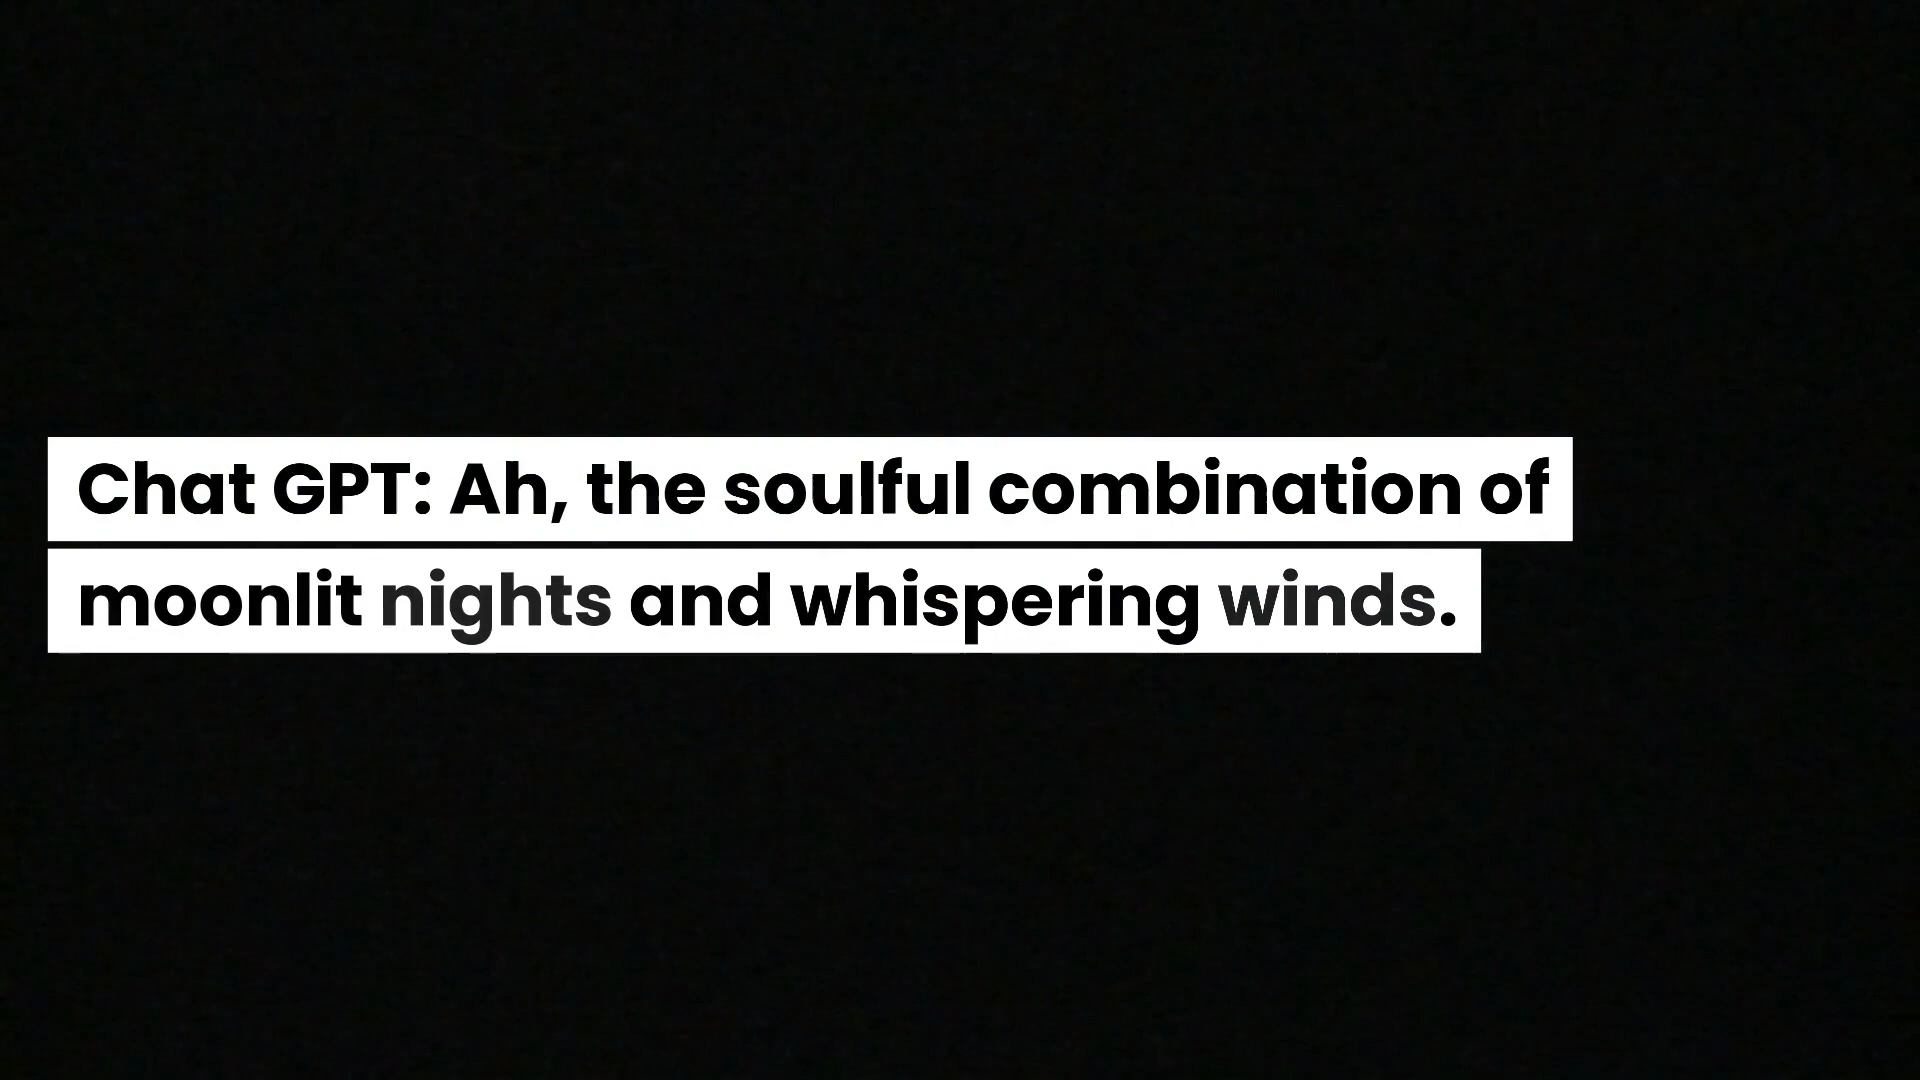 Chat GPT: Ah, the soulful combination of
moonlit nights and whispering winds.